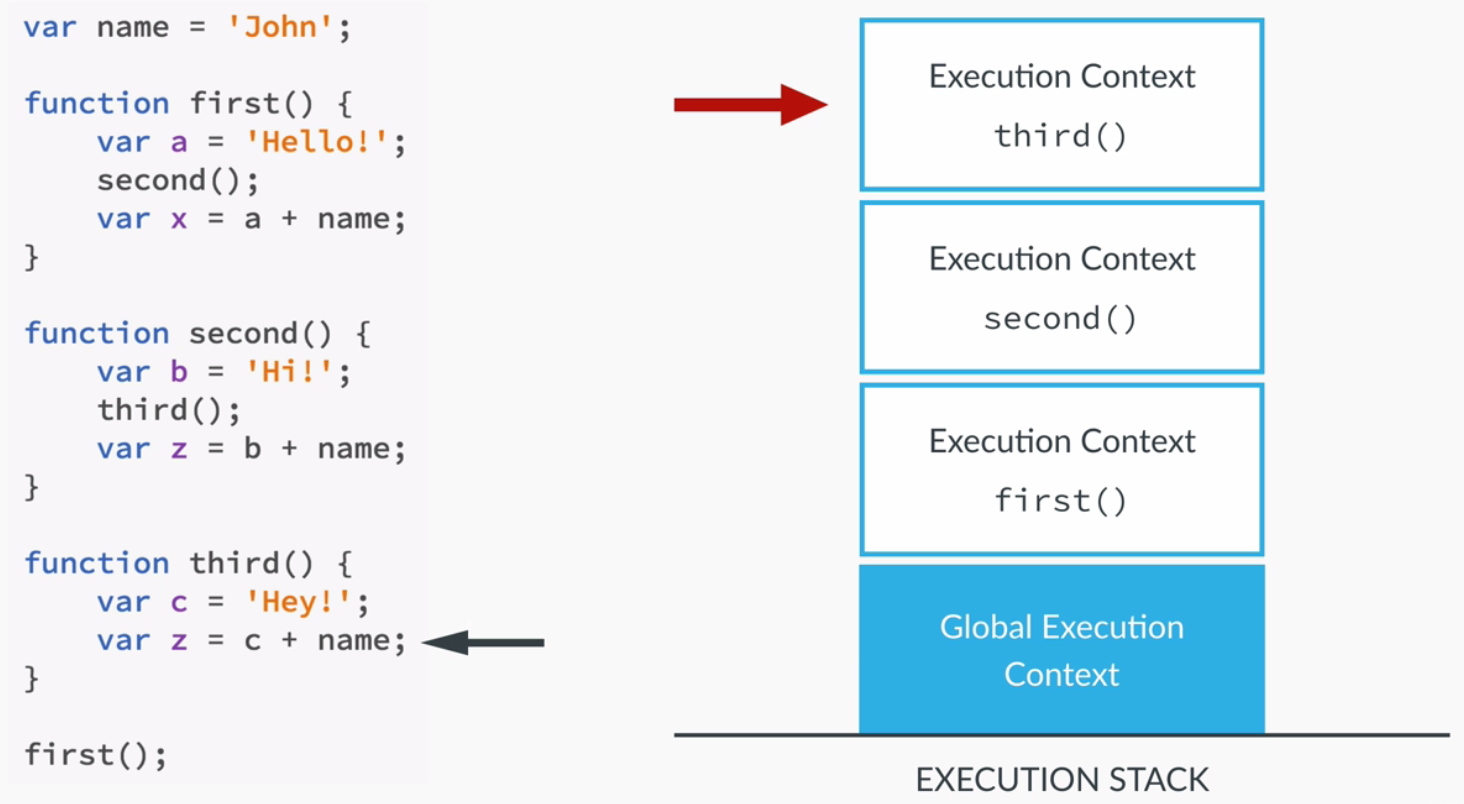 var name = 'John';
function first() {
    var a = 'Hello!';
    second();
    var x = a + name;
}
function second() {
    var b = 'Hi!';
    third();
    var z = b + name;
}
function third() {
    var c = 'Hey!';
    var z = c + name;
}
first();
Execution Context
third()
Execution Context
second()
Execution Context
first()
Global Execution
Context
EXECUTION STACK